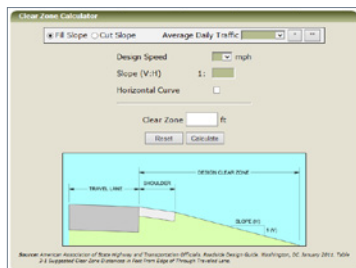 Clear Zone Calculator
Fill Slope Cut Slope Average Daily Traffic
Design Speed mph
Slope (V:H) 1:
Horizontal Curve
Clear Zone ft
Reset Calculate
DESIGN CLEAR ZONE
SHOULDER
TRAVEL LANE
SLOPE (H)
S (V)
Source: American Association of State Highway and Transportation Officials. Roadside Design Guide. Washington, DC. January 2011. Table
3-1 Suggested Clear Zone Distances in Feet from Edge of Through Travelled Lane.